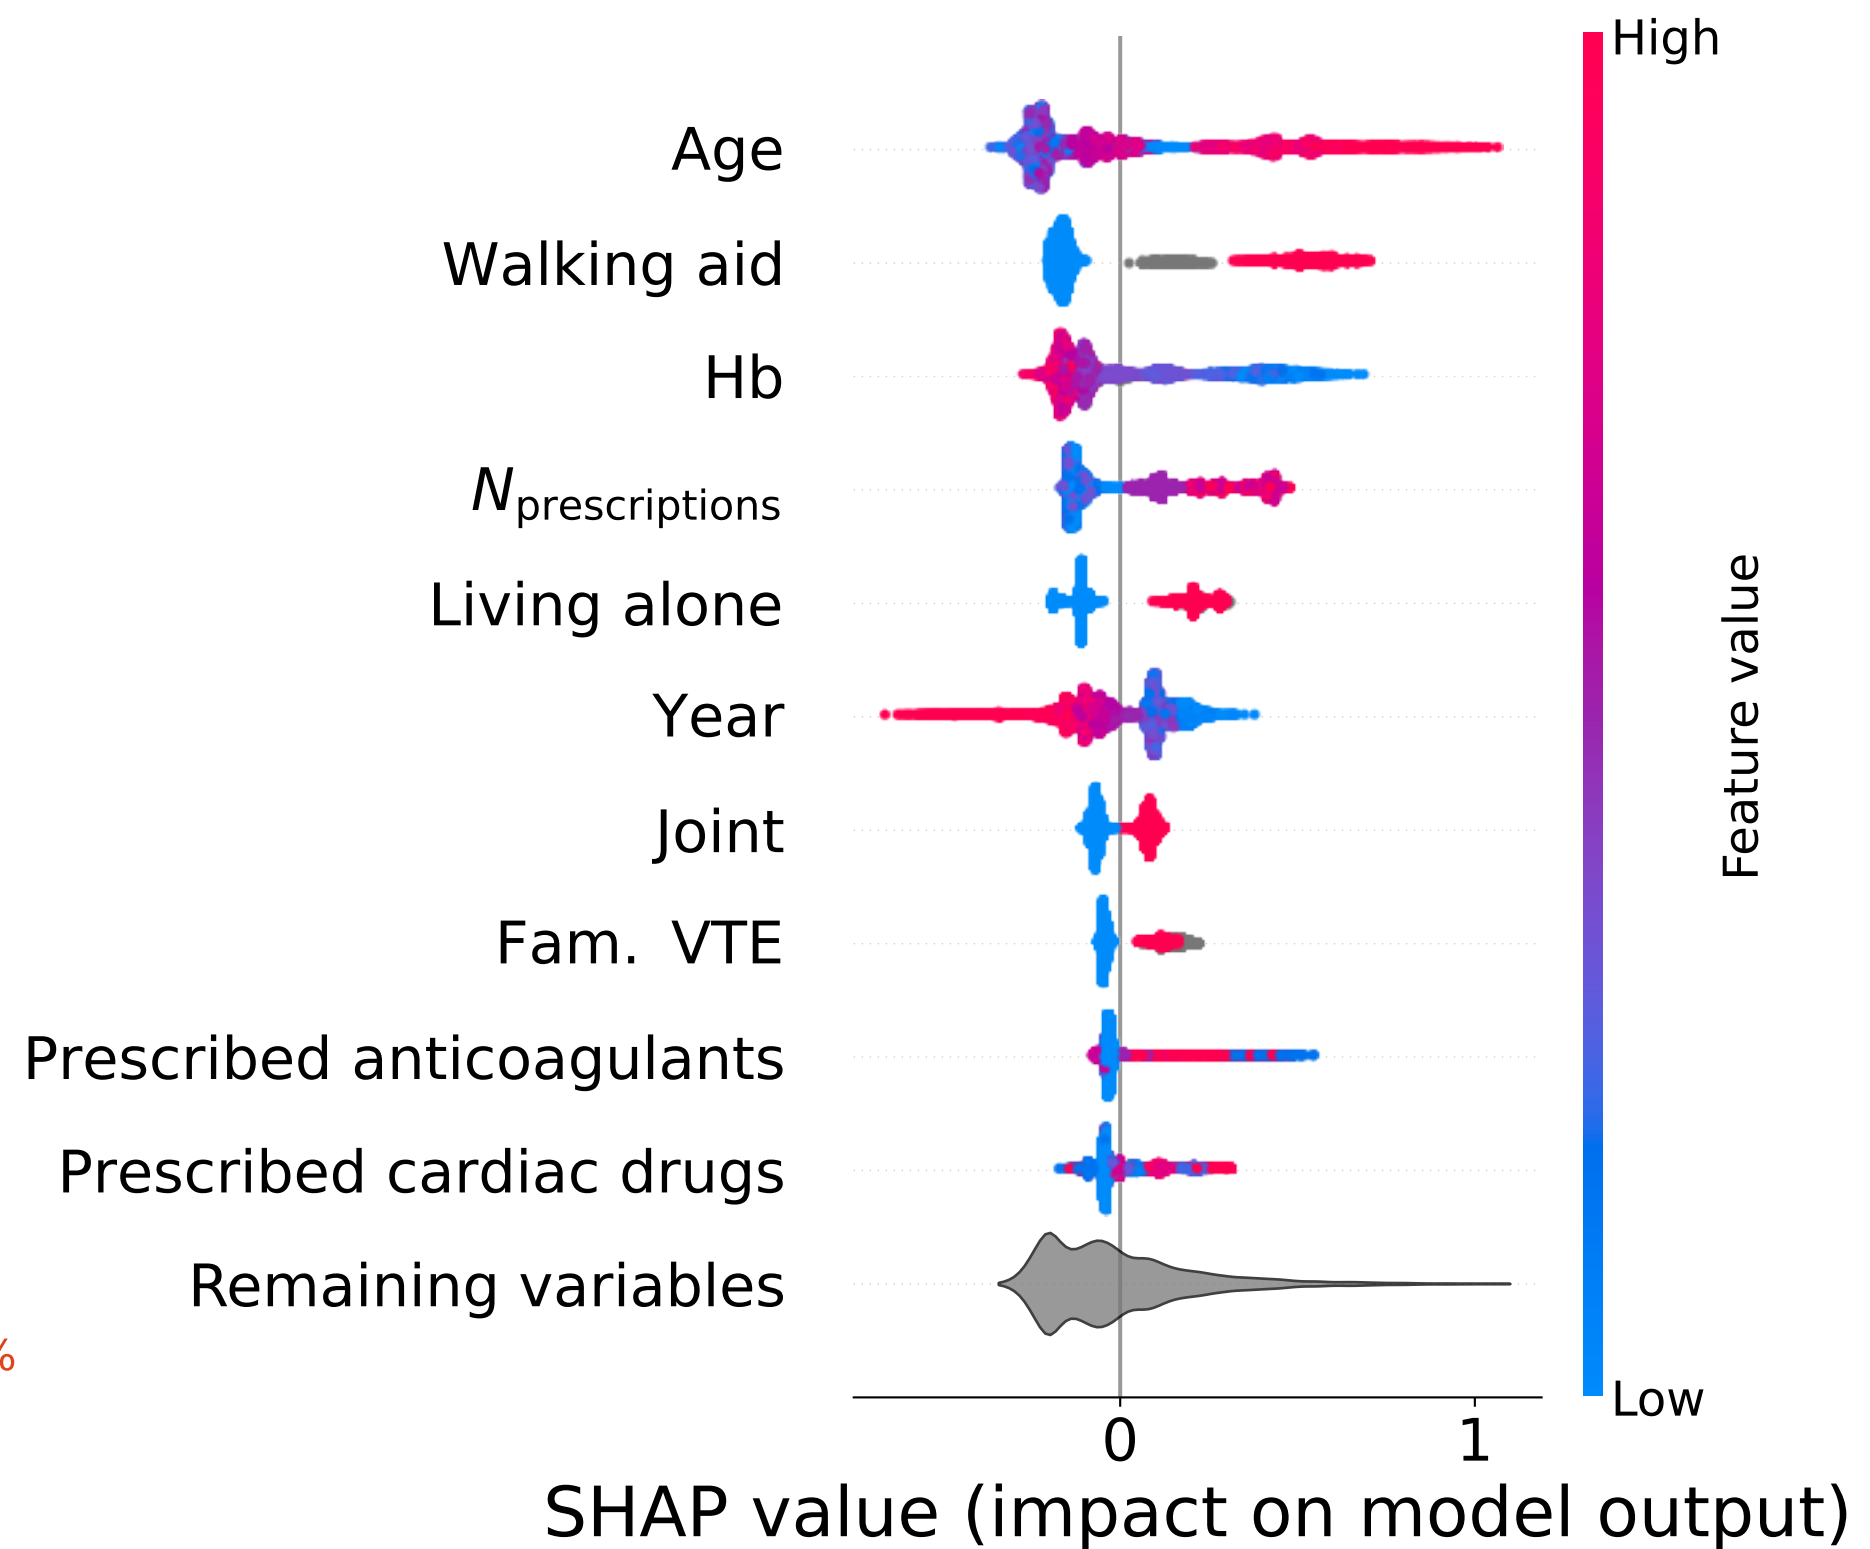 High
Age
Walking aid
Hb
Nprescriptions
Living alone
Year
Joint
Fam. VTE
Prescribed anticoagulants
Prescribed cardiac drugs
Remaining variables
%
Feature value
Low
0 1
SHAP value (impact on model output)